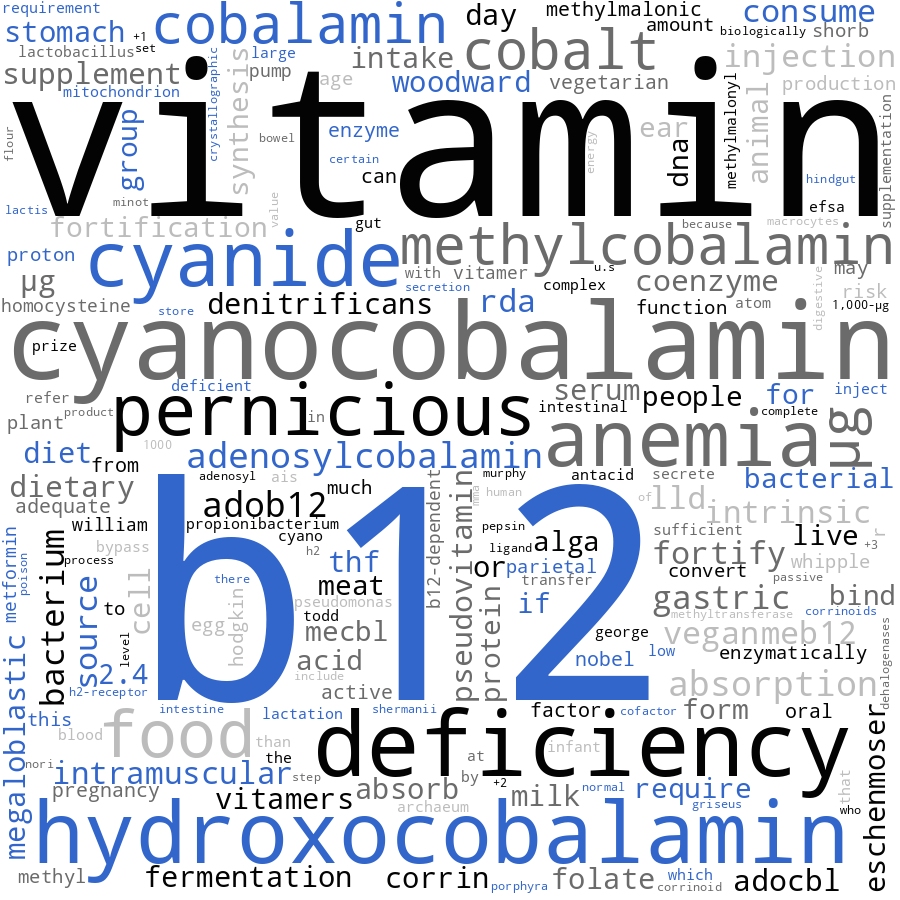 requirement
cobalamin
day
methylmalonic
consume
stomach
+1
set
amount
biologically
shorb
lactobacillus
crystallographic
large
intake
cobalt
injection
supplement
pump
age
woodward
vegetarian
production
mitochondrion
synthesis
vitamin
flour
group
bowel
enzyme
certain
energy
ear
dna
methylmalonyl
animal
supplementation
can
hindgut
lactis
minot
value
efsa
fortification
gut
because
macrocytes
proton
cyanide
methylcobalamin
with
vitamer
u.s
may
µg
secretion
complex
coenzyme
digestive
risk
homocysteine
store
denitrificans
rda
function
atom
1,000-µg
prize
cyanocobalamin
deficient
refer
serum
people
for
inject
plant
product
pernicious
in
intestinal
complete
gri
1000
anemia
diet
from
adenosylcobalamin
dietary
adenosyl
ais
much
b12-dependent
murphy
antacid
secrete
bacterial
adequate
adob12
mma
human
of
lld
intrinsic
william
propionibacterium
cyano
pepsin
sufficient
live
+3
r
metformin
poison
bacterium
bypass
h2
b12
ligand
alga
fortify
whipple
process
thf
or
parietal
convert
passive
source
cell
there
meat
transfer
bind
to
pseudomonas
pseudovitamin
protein
if
gastric
corrinoids
level
egg
hodgkin
todd
mecbl
methyltransferase
george
veganmeb12
dehalogenases
2.4
acid
nobel
low
enzymatically
h2-receptor
include
active
absorption
megaloblastic
this
intestine
lactation
shermanii
factor
cofactor
form
oral
blood
food
than
the
deficiency
at
infant
eschenmoser
nori
intramuscular
step
by
+2
normal
require
that
pregnancy
vitamers
absorb
archaeum
milk
griseus
who
hydroxocobalamin
methyl
fermentation
corrin
porphyra
folate
which
corrinoid
adocbl